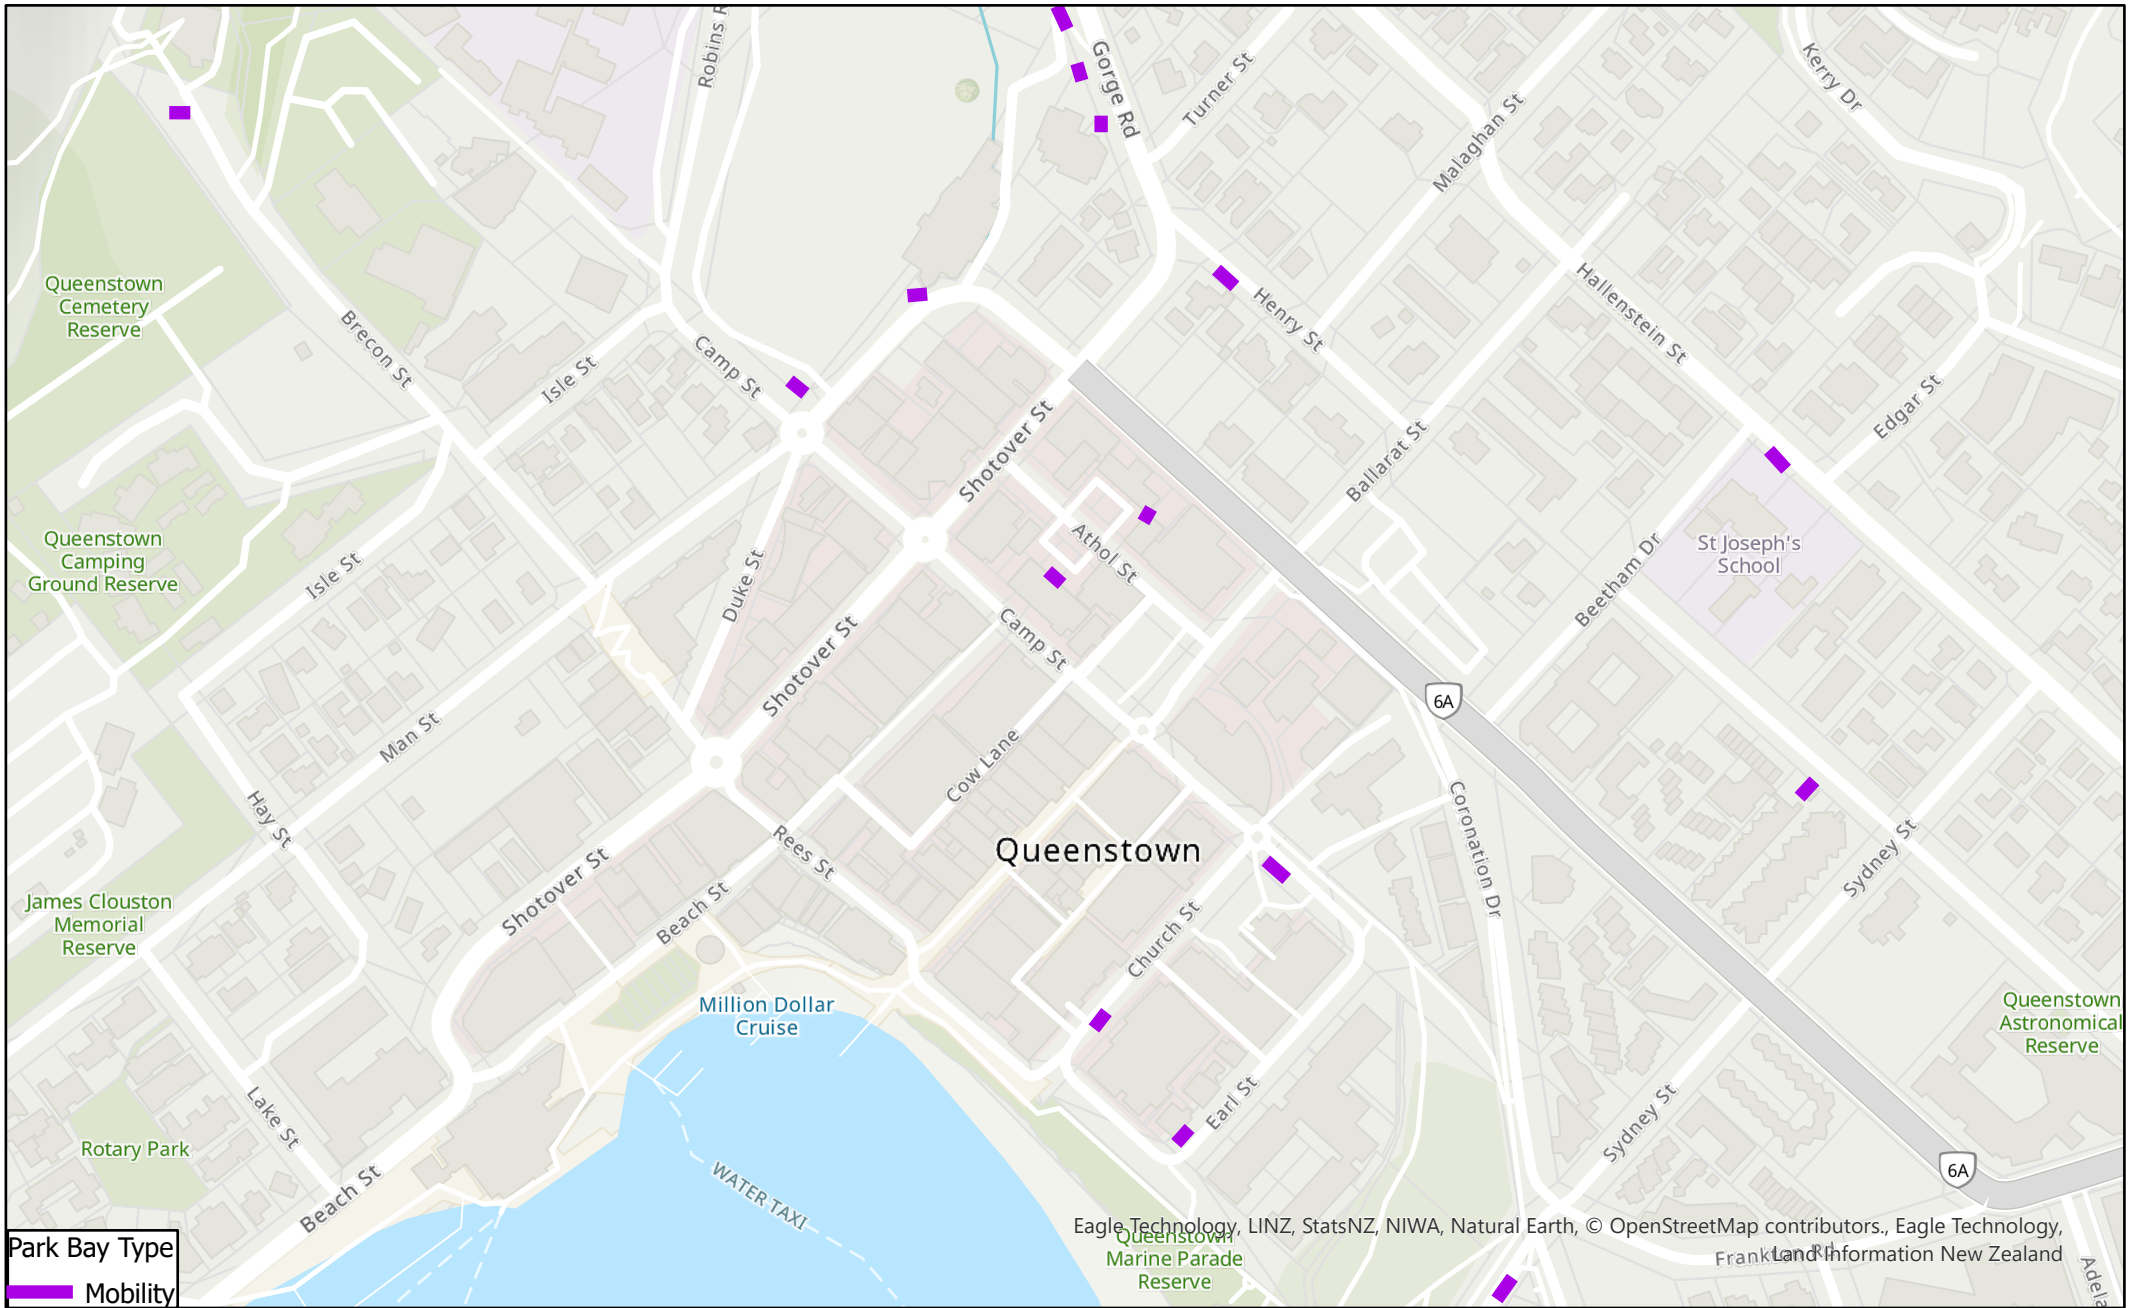 Robins R
Gorge Rd
Turner St
Malaghan St
Kerry Dr
Queenstown
Cemetery
Reserve
Brecon St
Isle St
Camp St
Henry St
Hallenstein St
Edgar St
Shotover St
Ballarat St
Athol St
Queenstown
Camping
Ground Reserve
Isle St
Duke St
Beetham Dr
St Joseph's
School
Shotover St
Camp St
Man St
6A
Cow Lane
Hay St
Rees St
Queenstown
Coronation Dr
Sydney St
Shotover St
Beach St
Church St
James Clouston
Memorial
Reserve
Million Dollar
Cruise
Queenstown
Astronomical
Reserve
Lake St
Earl St
Sydney St
Rotary Park
6A
Beach St
WATER TAXI
Eagle Technology, LINZ, StatsNZ, NIWA, Natural Earth, © OpenStreetMap contributors., Eagle Technology,
Land Information New Zealand
Queenstown
Marine Parade
Reserve
Frankton Rd
Adela
Park Bay Type
Mobility